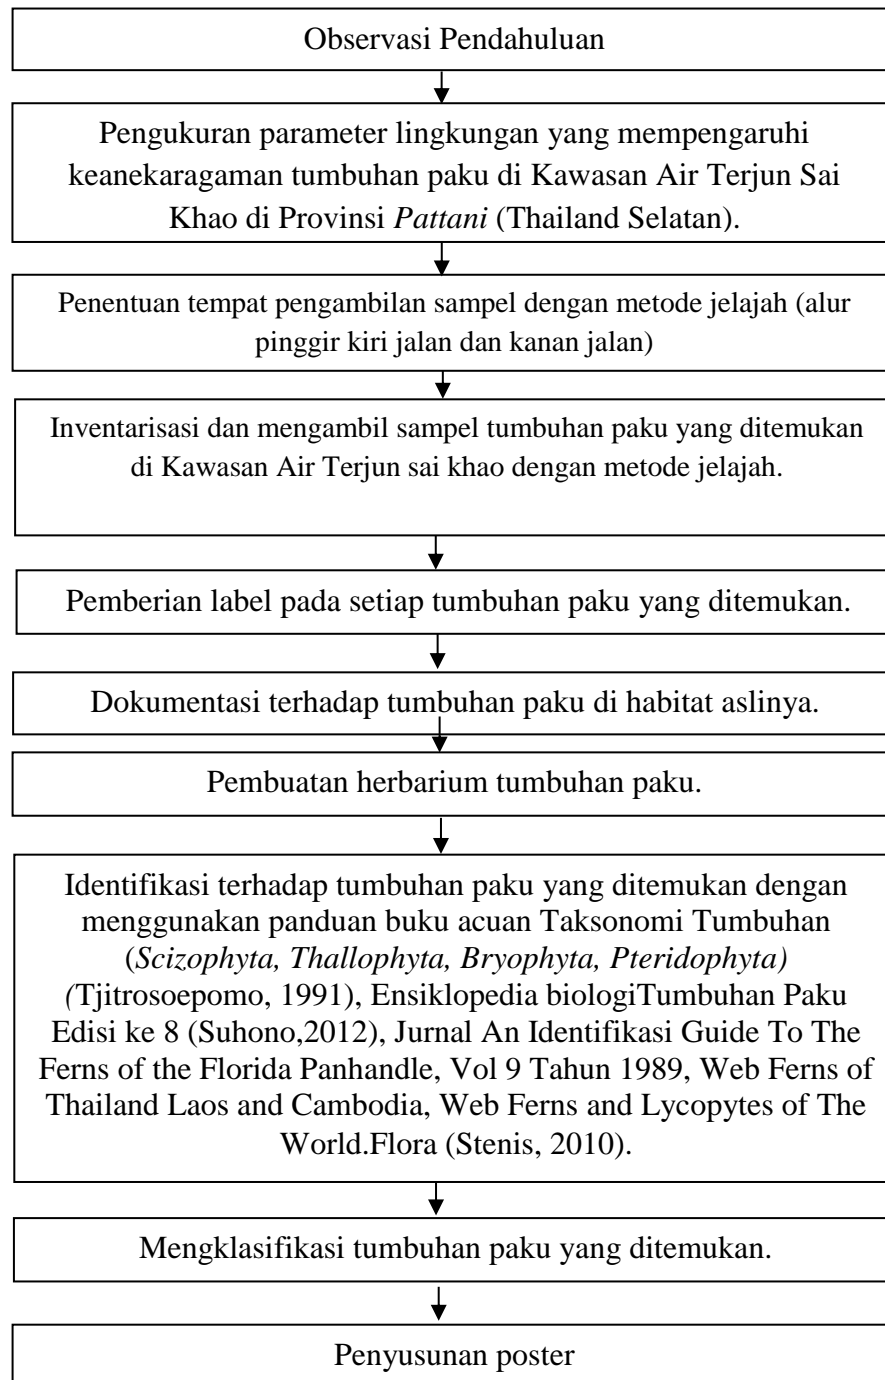 Observasi Pendahuluan
Pengukuran parameter lingkungan yang mempengaruhi
keanekaragaman tumbuhan paku di Kawasan Air Terjun Sai
Khao di Provinsi Pattani (Thailand Selatan).
Penentuan tempat pengambilan sampel dengan metode jelajah (alur
pinggir kiri jalan dan kanan jalan)
Inventarisasi dan mengambil sampel tumbuhan paku yang ditemukan
di Kawasan Air Terjun sai khao dengan metode jelajah.
Pemberian label pada setiap tumbuhan paku yang ditemukan.
Dokumentasi terhadap tumbuhan paku di habitat aslinya.
Pembuatan herbarium tumbuhan paku.
Identifikasi terhadap tumbuhan paku yang ditemukan dengan
menggunakan panduan buku acuan Taksonomi Tumbuhan
(Scizophyta, Thallophyta, Bryophyta, Pteridophyta)
(Tjitrosoepomo, 1991), Ensiklopedia biologiTumbuhan Paku
Edisi ke 8 (Suhono,2012), Jurnal An Identifikasi Guide To The
Ferns of the Florida Panhandle, Vol 9 Tahun 1989, Web Ferns of
Thailand Laos and Cambodia, Web Ferns and Lycopytes of The
World.Flora (Stenis, 2010).
Mengklasifikasi tumbuhan paku yang ditemukan.
Penyusunan poster